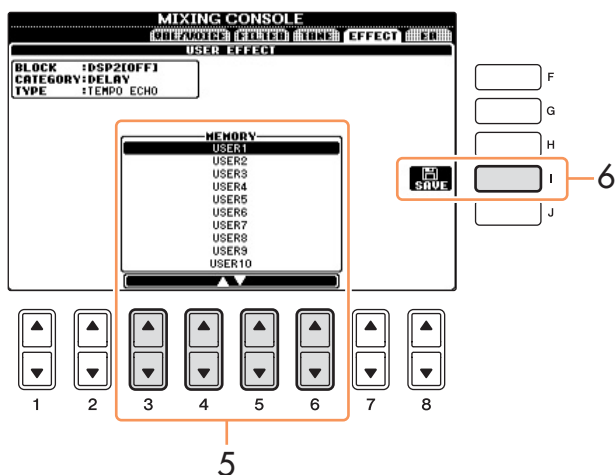 MIXING CONSOLE
VOL/VOICE FILTER TUNE EFFECT EQ
USER EFFECT
BLOCK :DSP2[OFF]
CATEGORY:DELAY
TYPE :TEMPO ECHO
MEMORY
USER1
USER2
USER3
USER4
USER5
USER6
USER7
USER8
USER9
USER10
SAVE
F
G
H
I
J
6
1 2 3 4 5 6 7 8
5